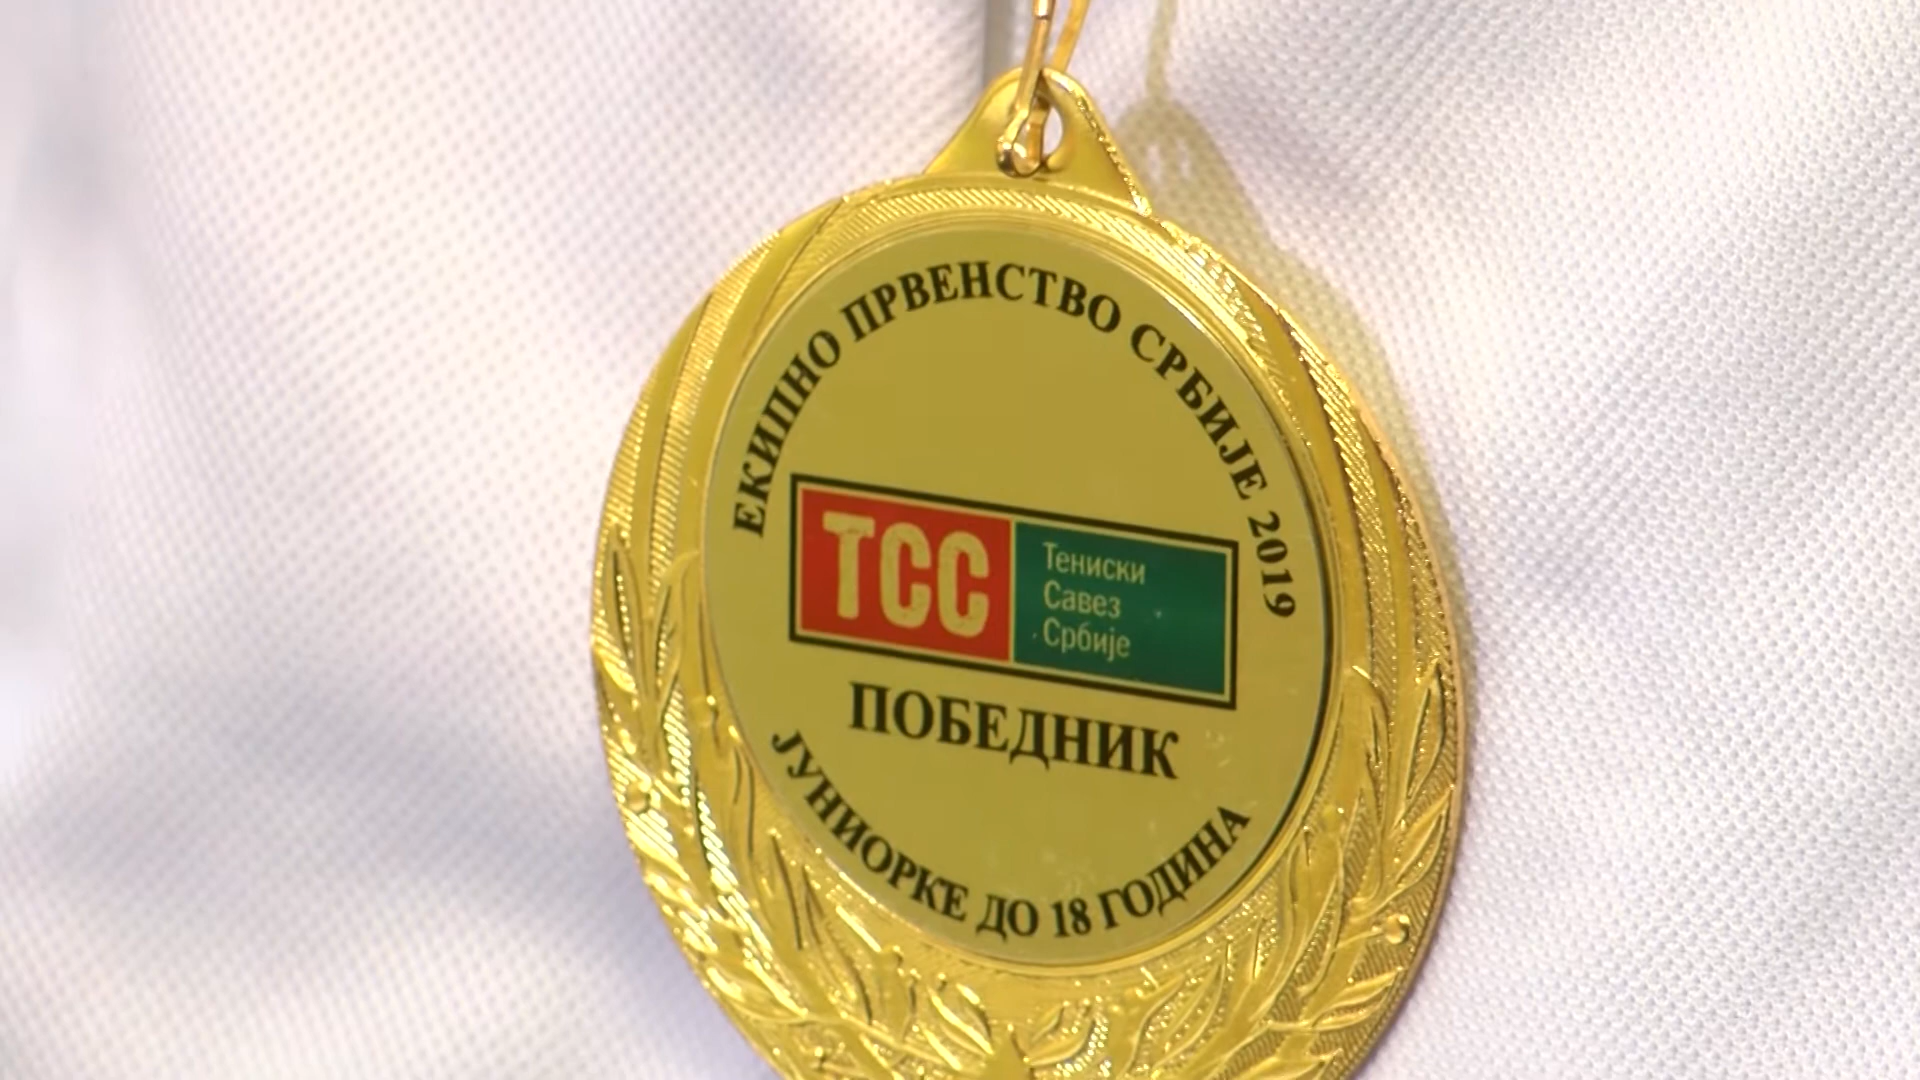 ЕКИПНО ПРВЕНСТВО СРБИЈЕ 2019
ТСС
Тениски
Савез
Србије
ПОБЕДНИК
ЈУНИОРКЕ ДО 18 ГОДИНА